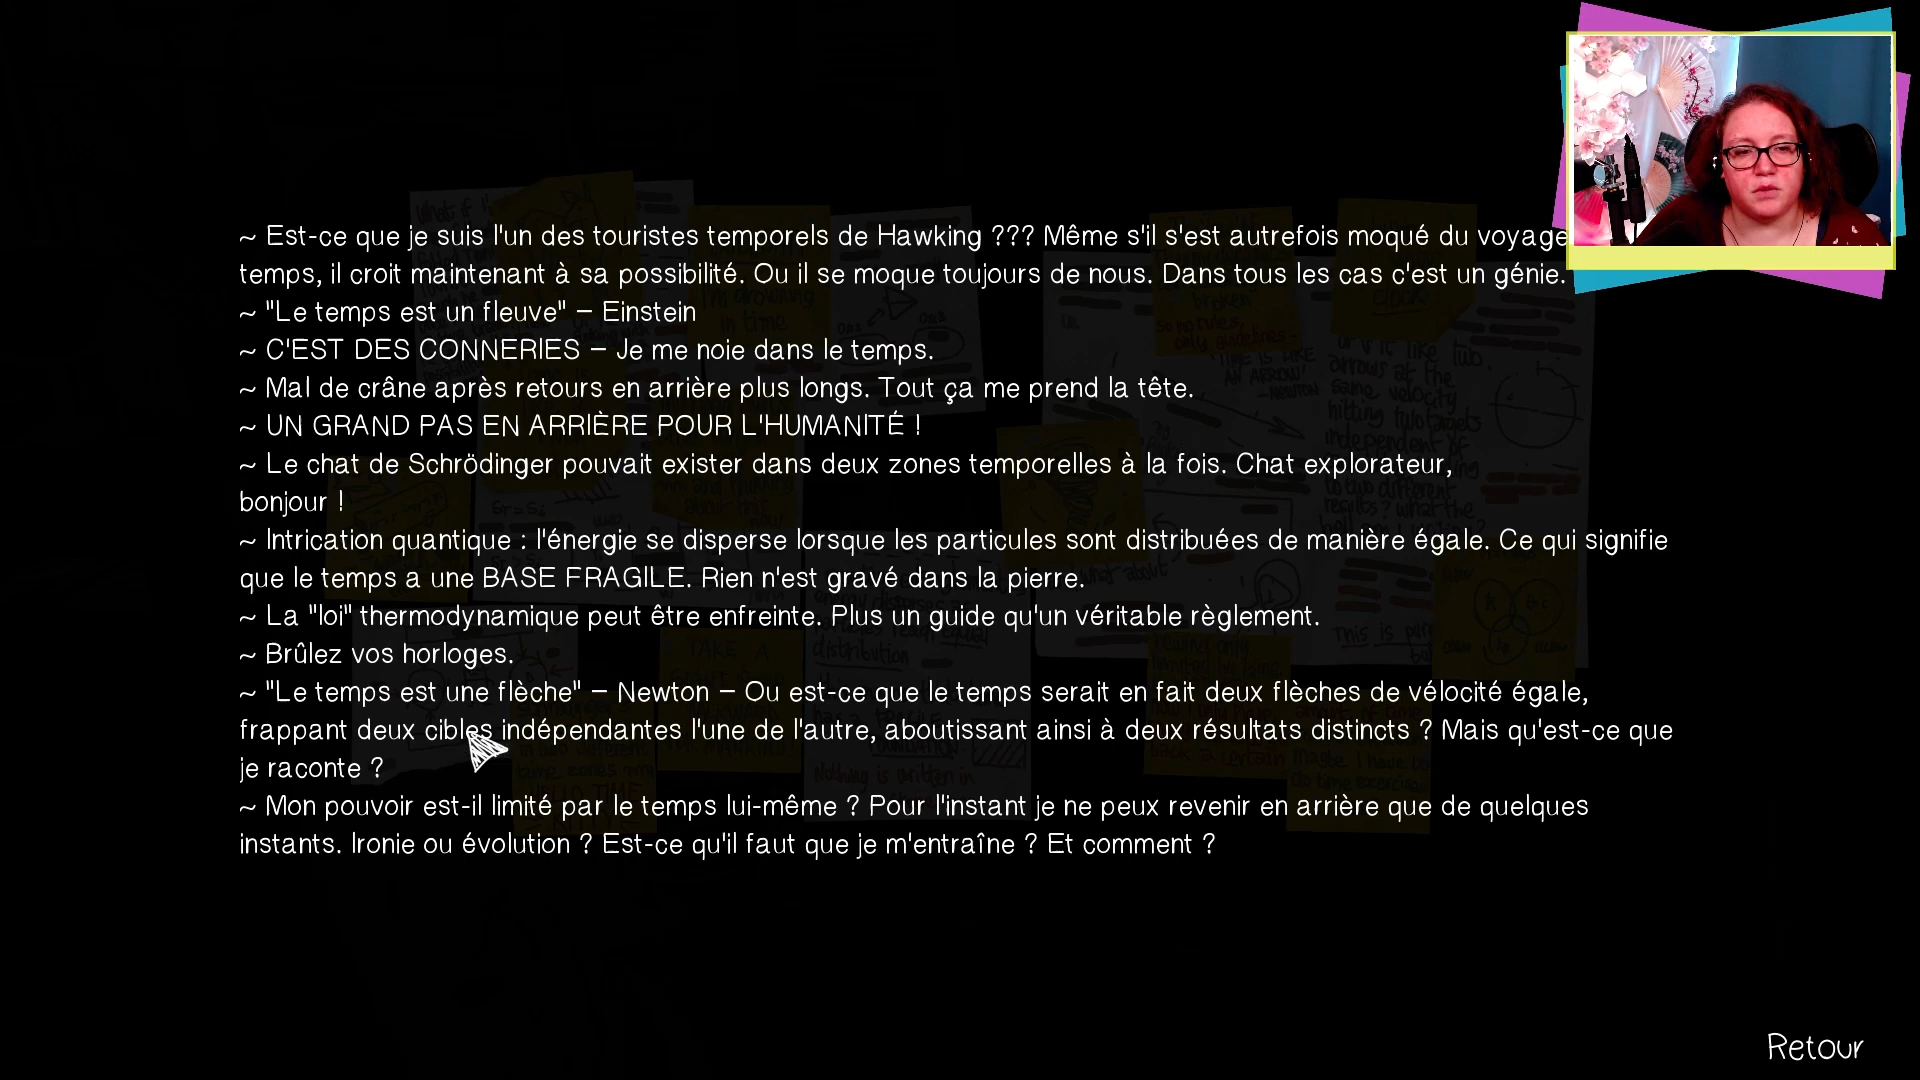 ~ Est-ce que je suis l'un des touristes temporels de Hawking ??? Même s'il s'est autrefois moqué du voyage
temps, il croit maintenant à sa possibilité. Ou il se moque toujours de nous. Dans tous les cas c'est un génie.
~ "Le temps est un fleuve" – Einstein
~ C'EST DES CONNERIES – Je me noie dans le temps.
~ Mal de crâne après retours en arrière plus longs. Tout ça me prend la tête.
~ UN GRAND PAS EN ARRIÈRE POUR L'HUMANITÉ !
~ Le chat de Schrödinger pouvait exister dans deux zones temporelles à la fois. Chat explorateur,
bonjour !
~ Intrication quantique : l'énergie se disperse lorsque les particules sont distribuées de manière égale. Ce qui signifie
que le temps a une BASE FRAGILE. Rien n'est gravé dans la pierre.
~ La "loi" thermodynamique peut être enfreinte. Plus un guide qu'un véritable règlement.
~ Brûlez vos horloges.
~ "Le temps est une flèche" – Newton – Ou est-ce que le temps serait en fait deux flèches de vélocité égale,
frappant deux cibles indépendantes l'une de l'autre, aboutissant ainsi à deux résultats distincts ? Mais qu'est-ce que
je raconte ?
~ Mon pouvoir est-il limité par le temps lui-même ? Pour l'instant je ne peux revenir en arrière que de quelques
instants. Ironie ou évolution ? Est-ce qu'il faut que je m'entraîne ? Et comment ?
Retour